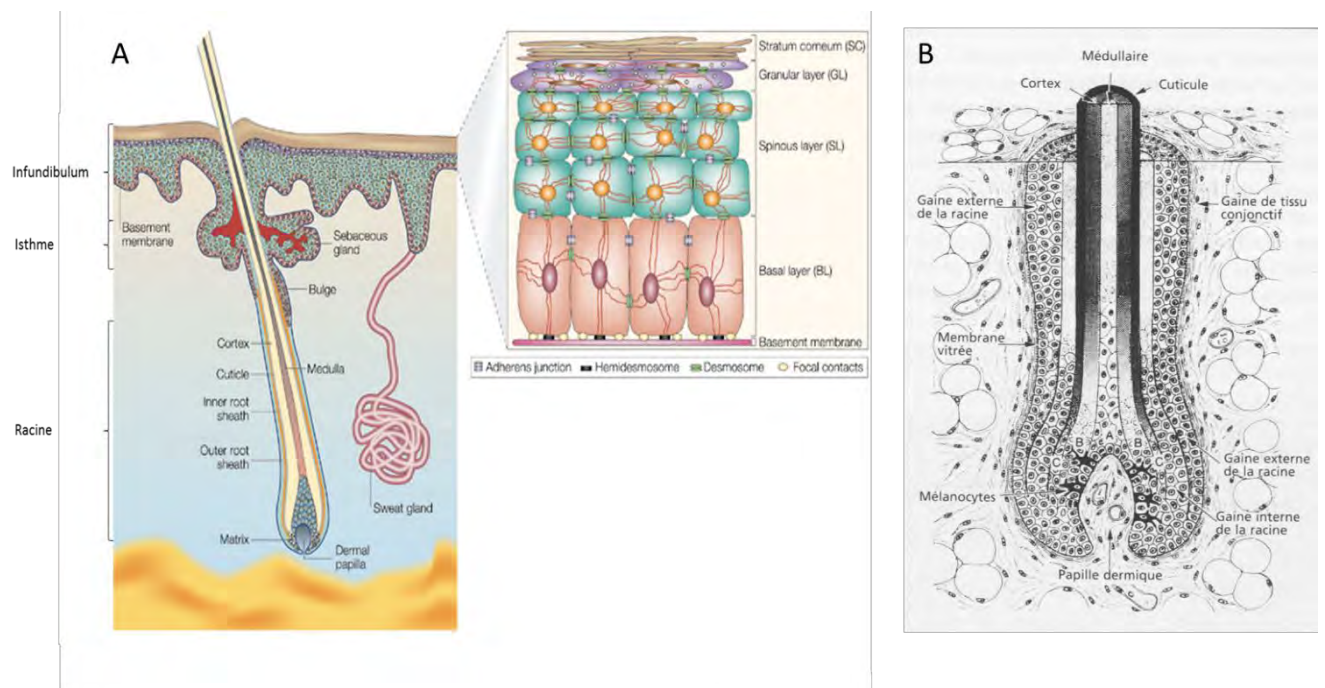 A
Infundibulum
Isthme
Racine
Basement
membrane
Sebaceous
gland
Bulge
Cortex
Medulla
Cuticle
Inner root
sheath
Outer root
sheath
Sweat gland
Matrix
Dermal
papilla
Stratum corneum (SC)
Granular layer (GL)
Spinous layer (SL)
Basal layer (BL)
Basement membrane
Adherens junction
Hemidesmosome
Desmosome
Focal contacts
B
Médullaire
Cortex
Cuticule
Gaine externe
de la racine
Gaine de tissu
conjonctif
Membrane
vitrée
B
A
B
C
C
Gaine externe
de la racine
Mélanocytes
Gaine interne
de la racine
Papille dermique